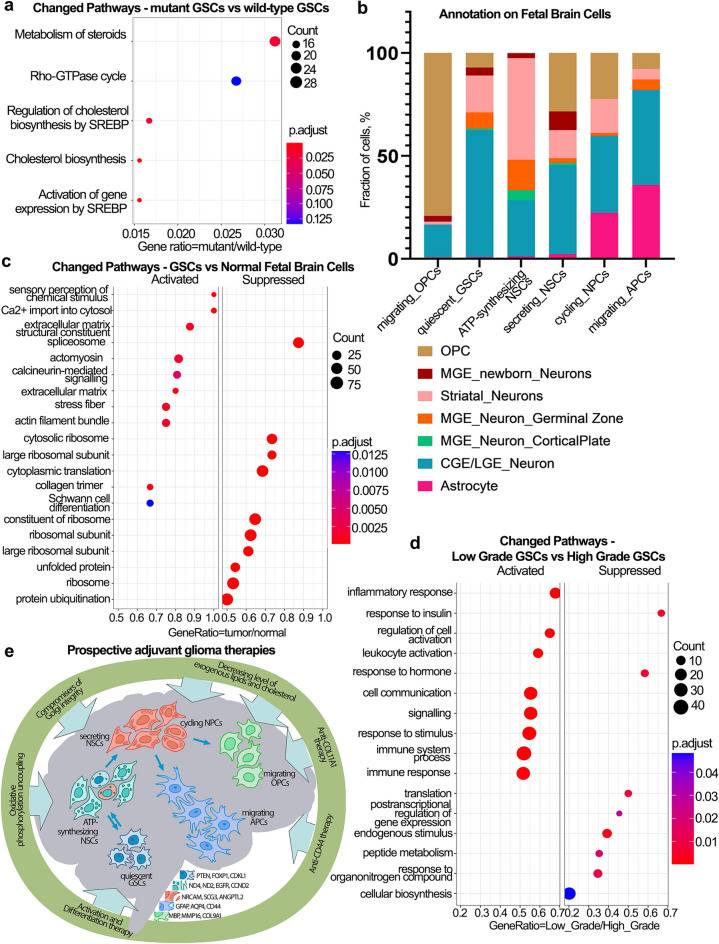 a
Changed Pathways - mutant GSCs vs wild-type GSCs
Metabolism of steroids
Rho-GTPase cycle
Regulation of cholesterol
biosynthesis by SREBP
Cholesterol biosynthesis
Activation of gene
expression by SREBP
0.015 0.020 0.025 0.030
Gene ratio=mutant/wild-type
Count
16
20
24
28
p.adjust
0.025
0.050
0.075
0.100
0.125
b
Annotation on Fetal Brain Cells
Fraction of cells, %
100
50
0
migrating_OPCs
quiescent_GSCs
ATP-synthesizing
NSCs
secreting_NSCs
cycling_NPCs
migrating_APCs
OPC
MGE_newborn_Neurons
Striatal_Neurons
MGE_Neuron_Germinal Zone
MGE_Neuron_CorticalPlate
CGE/LGE_Neuron
Astrocyte
c
Changed Pathways - GSCs vs Normal Fetal Brain Cells
Activated Suppressed
sensory perception of
chemical stimulus
Ca2+ import into cytosol
extracellular matrix
structural constituent
spliceosome
actomyosin
calcineurin-mediated
signalling
extracellular matrix
stress fiber
actin filament bundle
cytosolic ribosome
large ribosomal subunit
cytoplasmic translation
collagen trimer
Schwann cell
differentiation
constituent of ribosome
ribosomal subunit
large ribosomal subunit
unfolded protein
ribosome
protein ubiquitination
0.5 0.6 0.7 0.8 0.9 1.0 0.5 0.6 0.7 0.8 0.9 1.0
GeneRatio=tumor/normal
Count
25
50
75
p.adjust
0.0125
0.0100
0.0075
0.0050
0.0025
d
Changed Pathways -
Low Grade GSCs vs High Grade GSCs
Activated Suppressed
inflammatory response
response to insulin
regulation of cell
activation
leukocyte activation
response to hormone
cell communication
signalling
response to stimulus
immune system
process
immune response
translation
postranscriptional
regulation of
gene expression
endogenous stimulus
peptide metabolism
response to
organonitrogen compound
cellular biosynthesis
0.2 0.3 0.4 0.5 0.6 0.7 0.2 0.3 0.4 0.5 0.6 0.7
GeneRatio=Low_Grade/High_Grade
Count
10
20
30
40
p.adjust
0.04
0.03
0.02
0.01
e
Prospective adjuvant glioma therapies
Compromisers of
Golgi integrity
Decreasing level of
exogenous lipids and cholesterol
Anti-COL11A1
therapy
Anti-CD44 therapy
Oxidative
phosphorylation uncoupling
Activation and
Differentiation therapy
secreting
NSCs
cycling NPCs
migrating
OPCs
ATP-
synthesizing
NSCs
migrating
APCs
quiescent
GSCs
PTEN, FOXP1, CDKL1
ND4, ND2, EGFR, CCND2
NRCAM, SCG3, ANGPTL2
GFAP, AQP4, CD44
MBP, MMP16, COL9A1